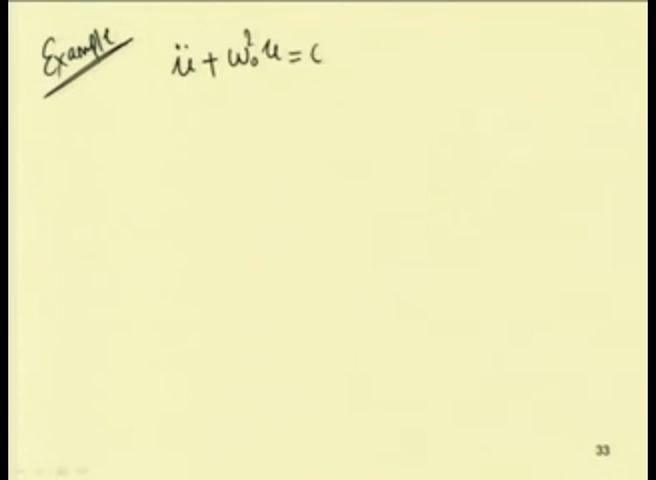 Example ü + ω₀²u = (
33